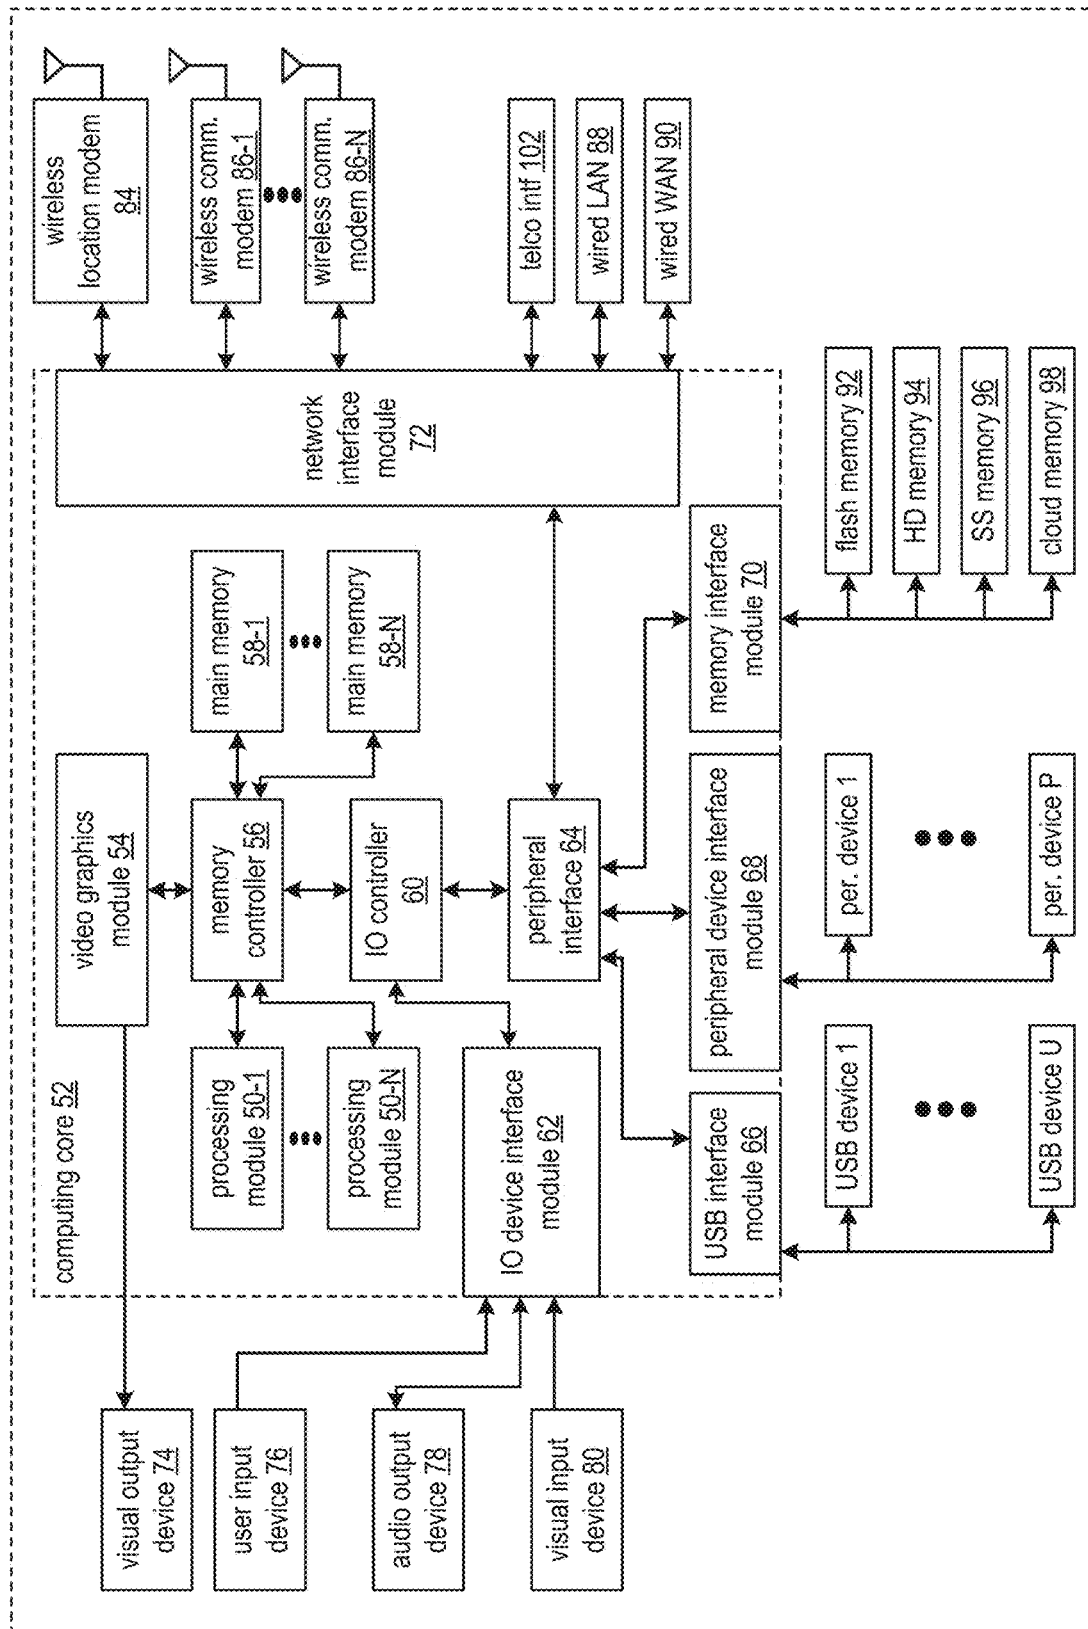 computing core 52
visual output
device 74
user input
device 76
audio output
device 78
visual input
device 80
video graphics
module 54
processing
module 50-1
processing
module 50-N
memory
controller 56
main memory
58-1
main memory
58-N
IO controller
60
IO device interface
module 62
peripheral
interface 64
network
interface
module
72
wireless
location modem
84
wireless comm.
modem 86-1
wireless comm.
modem 86-N
telco intf 102
wired LAN 88
wired WAN 90
USB interface
module 66
peripheral device interface
module 68
memory interface
module 70
USB device 1
USB device U
per. device 1
per. device P
flash memory 92
HD memory 94
SS memory 96
cloud memory 98